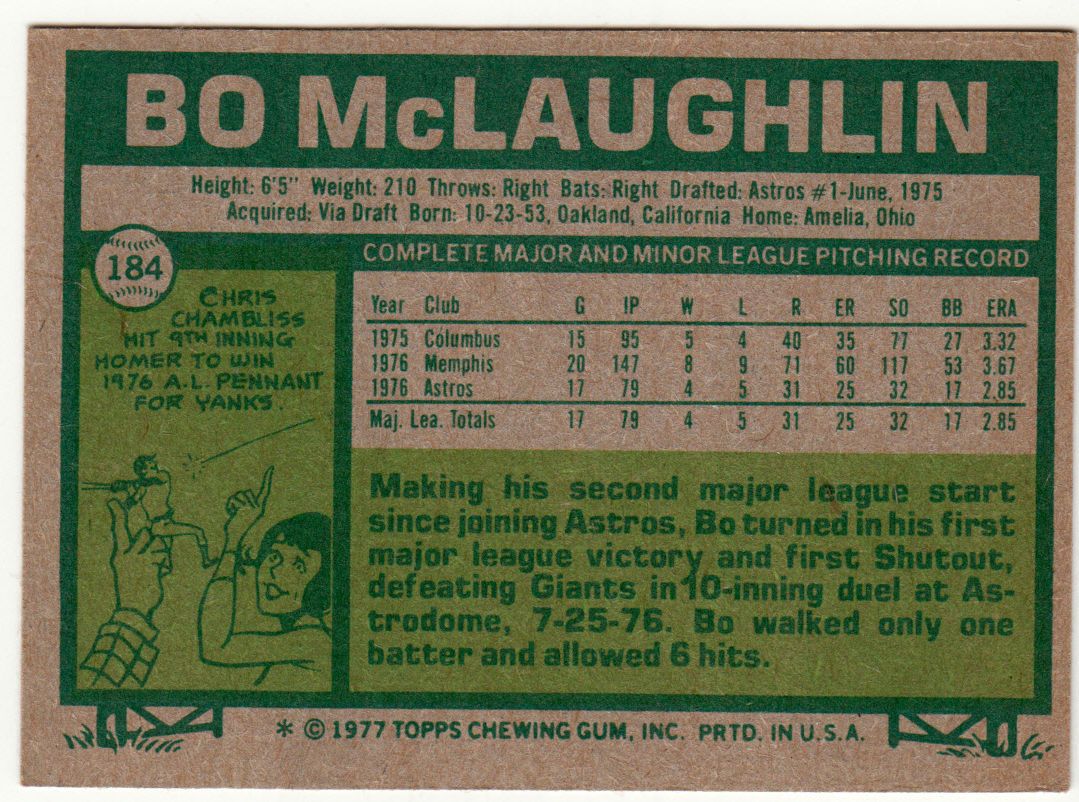 BO McLAUGHLIN
Height: 6'5" Weight: 210 Throws: Right Bats: Right Drafted: Astros #1-June, 1975
Acquired: Via Draft Born: 10-23-53, Oakland, California Home: Amelia, Ohio
184
COMPLETE MAJOR AND MINOR LEAGUE PITCHING RECORD
CHRIS
CHAMBLISS
HIT 9TH INNING
HOMER TO WIN
1976 A.L. PENNANT
FOR YANKS.
Year Club G IP W L R ER SO BB ERA
1975 Columbus 15 95 5 4 40 35 77 27 3.32
1976 Memphis 20 147 8 9 71 60 117 53 3.67
1976 Astros 17 79 4 5 31 25 32 17 2.85
Maj. Lea. Totals 17 79 4 5 31 25 32 17 2.85
Making his second major league start
since joining Astros, Bo turned in his first
major league victory and first Shutout,
defeating Giants in 10-inning duel at As-
trodome, 7-25-76. Bo walked only one
batter and allowed 6 hits.
* © 1977 TOPPS CHEWING GUM, INC. PRTD. IN U.S.A.